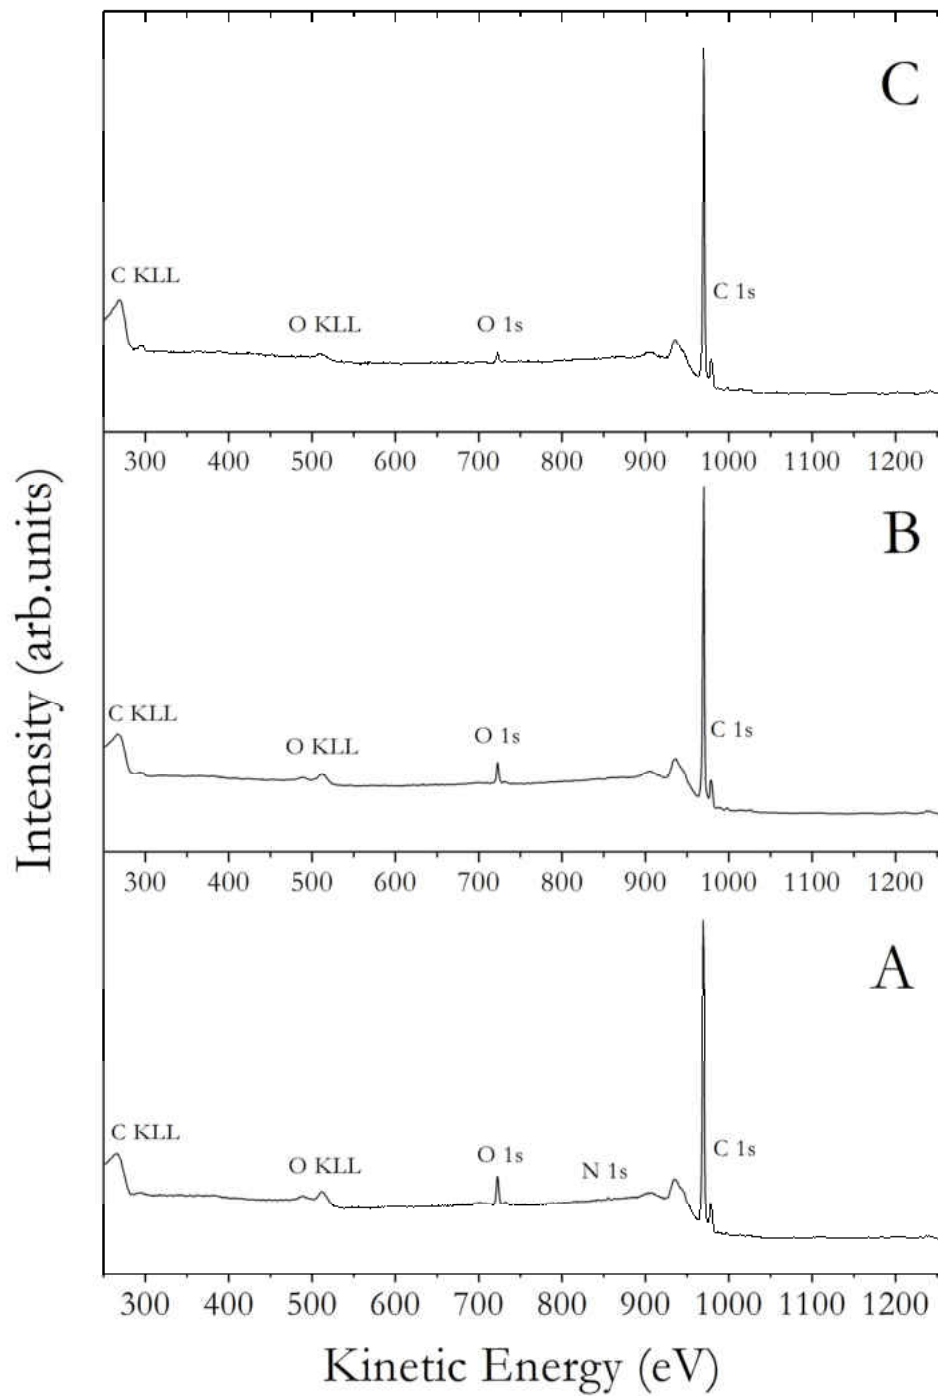 C
C KLL
O KLL
O 1s
C 1s
300 400 500 600 700 800 900 1000 1100 1200
B
C KLL
O KLL
O 1s
C 1s
300 400 500 600 700 800 900 1000 1100 1200
A
C KLL
O KLL
O 1s
N 1s
C 1s
300 400 500 600 700 800 900 1000 1100 1200
Kinetic Energy (eV)
Intensity (arb.units)